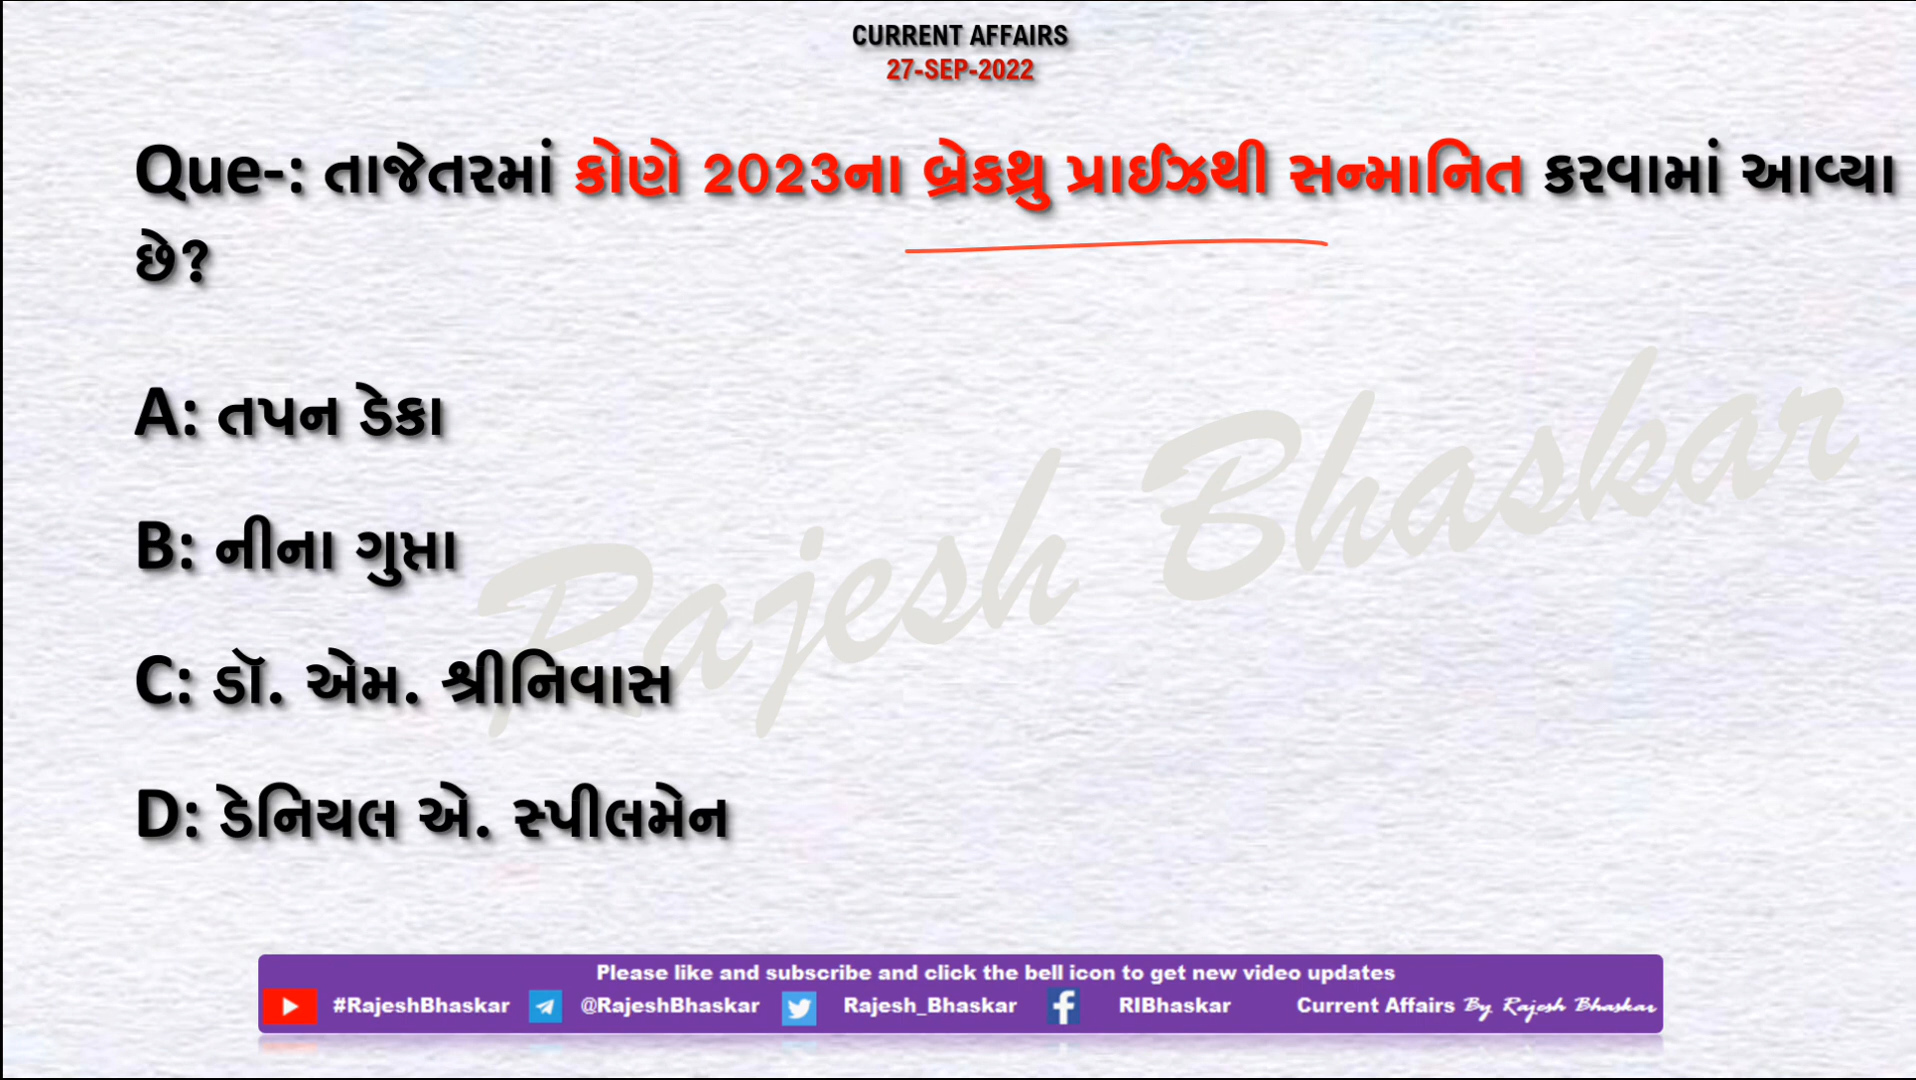 CURRENT AFFAIRS
27-SEP-2022
Que-: તાજેતરમાં કોણે 2023ના બ્રેકથ્રુ પ્રાઈઝથી સન્માનિત કરવામાં આવ્યા
છે?
A: તપન ડેકા
B: નીના ગુપ્તા
C: ડૉ. એમ. શ્રીનિવાસ
D: ડેનિયલ એ. સ્પીલમેન
Rajesh Bhaskar
Please like and subscribe and click the bell icon to get new video updates
#RajeshBhaskar @RajeshBhaskar Rajesh_Bhaskar RIBhaskar Current Affairs By Rajesh Bhaskar